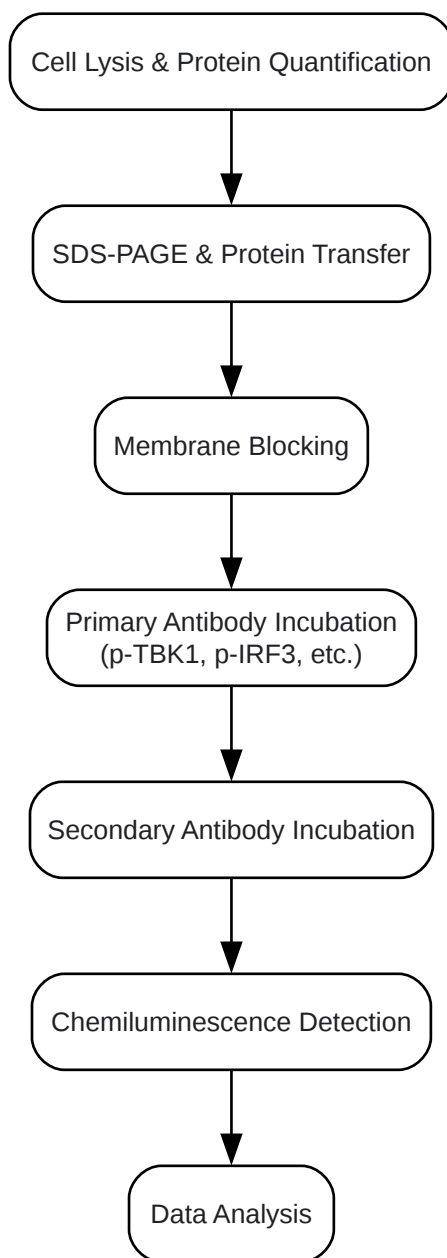 Cell Lysis & Protein Quantification
SDS-PAGE & Protein Transfer
Membrane Blocking
Primary Antibody Incubation
(p-TBK1, p-IRF3, etc.)
Secondary Antibody Incubation
Chemiluminescence Detection
Data Analysis